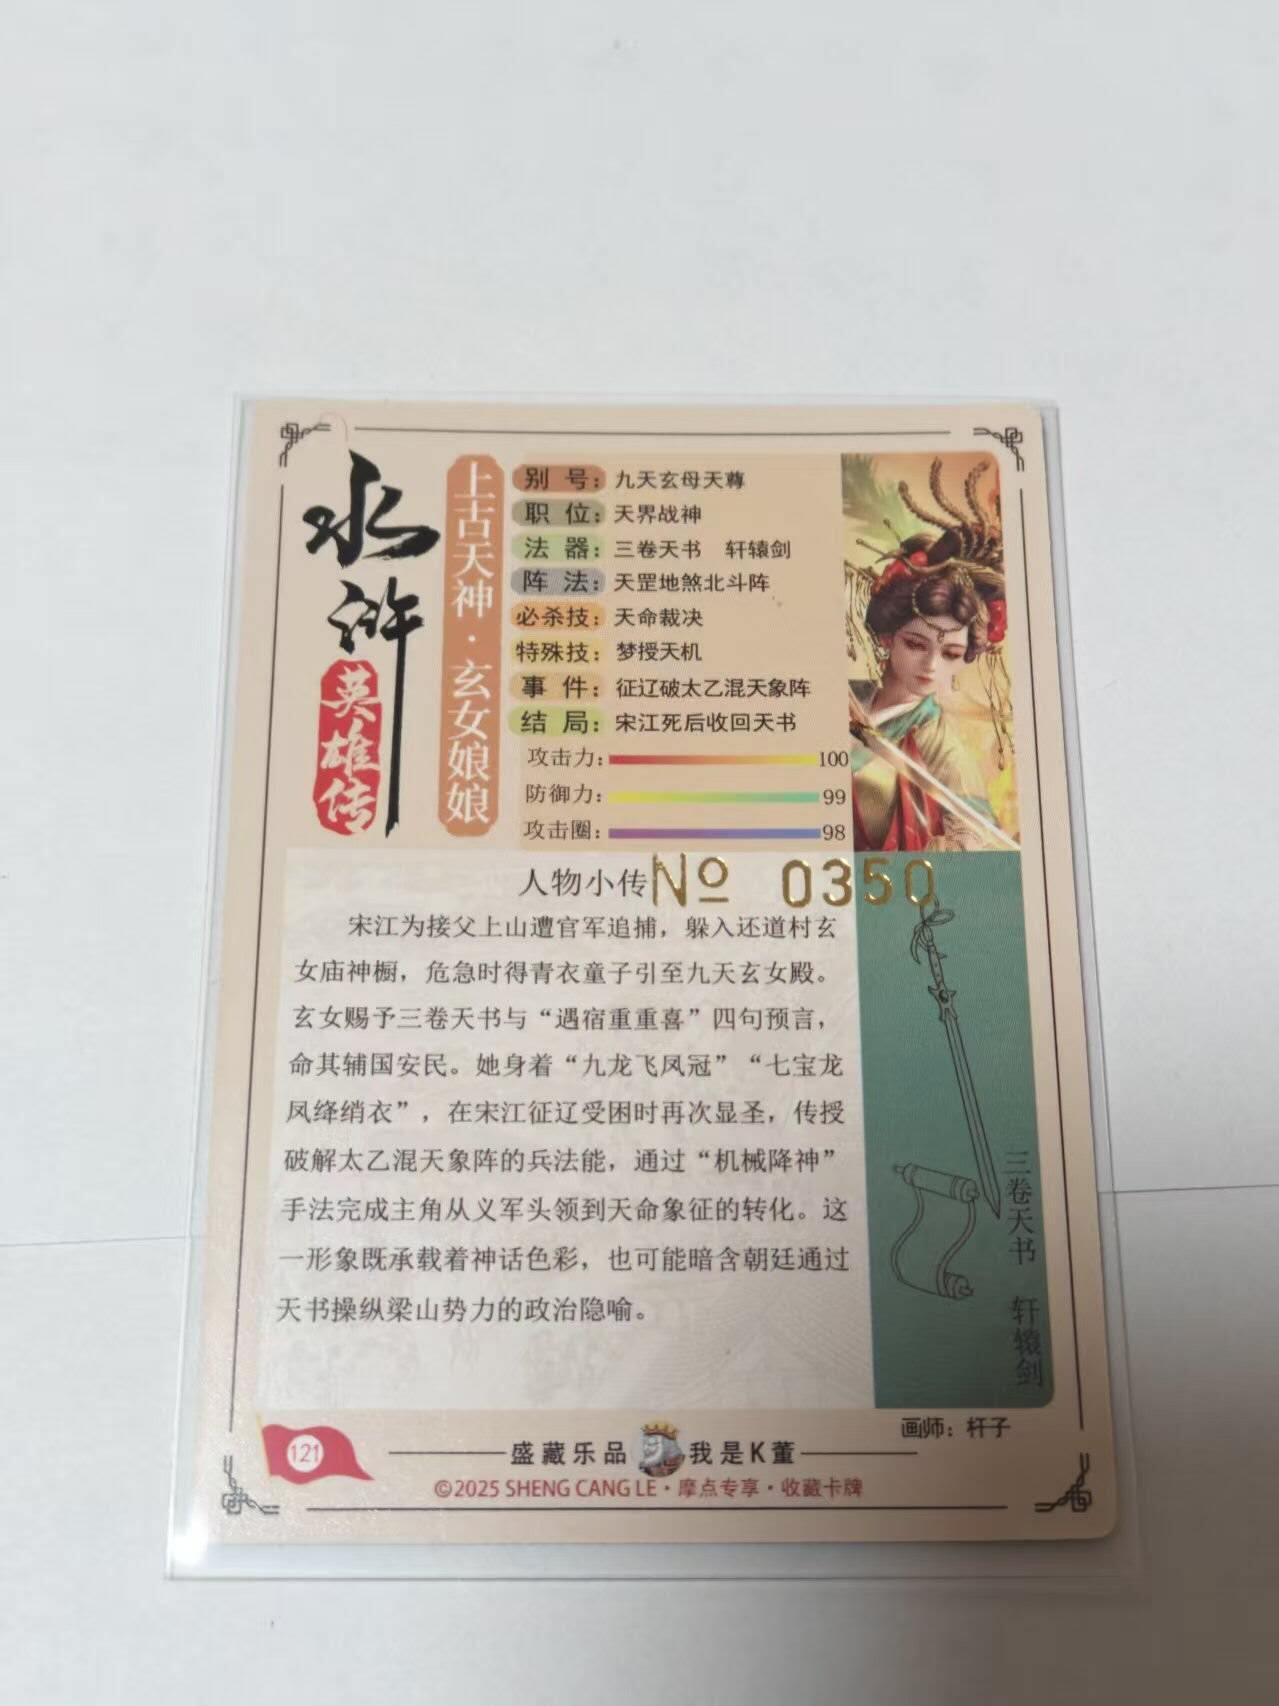 水浒
英雄传
上古天神·玄女娘娘
别号：九天玄母天尊
职位：天界战神
法器：三卷天书 轩辕剑
阵法：天罡地煞北斗阵
必杀技：天命裁决
特殊技：梦授天机
事件：征辽破太乙混天象阵
结局：宋江死后收回天书
攻击力：100
防御力：99
攻击圈：98
人物小传
No 0350
宋江为接父上山遭官军追捕，躲入还道村玄
女庙神橱，危急时得青衣童子引至九天玄女殿。
玄女赐予三卷天书与“遇宿重重喜”四句预言，
命其辅国安民。她身着“九龙飞凤冠”“七宝龙
凤绛绡衣”，在宋江征辽受困时再次显圣，传授
破解太乙混天象阵的兵法能，通过“机械降神”
手法完成主角从义军头领到天命象征的转化。这
一形象既承载着神话色彩，也可能暗含朝廷通过
天书操纵梁山势力的政治隐喻。
三卷天书 轩辕剑
画师：杆子
121
盛藏乐品 我是K董
©2025 SHENG CANG LE·摩点专享·收藏卡牌